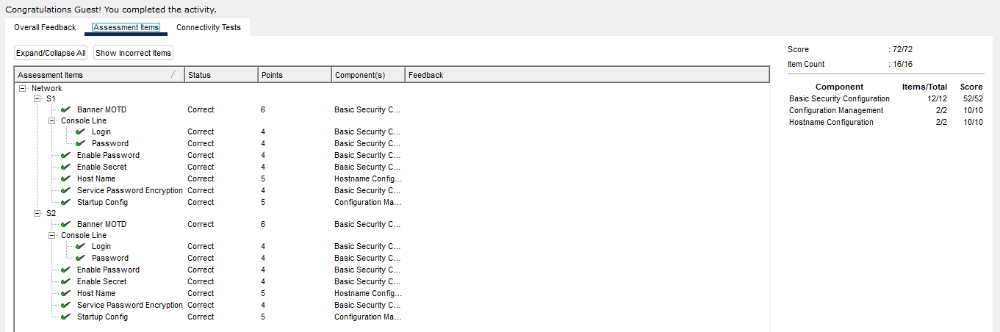 Congratulations Guest! You completed the activity.
Overall Feedback Assessment Items Connectivity Tests
Expand/Collapse All Show Incorrect Items
Assessment Items Status Points Component(s) Feedback
Network
S1
Banner MOTD Correct 6 Basic Security C...
Console Line
Login Correct 4 Basic Security C...
Password Correct 4 Basic Security C...
Enable Password Correct 4 Basic Security C...
Enable Secret Correct 4 Basic Security C...
Host Name Correct 5 Hostname Config...
Service Password Encryption Correct 4 Basic Security C...
Startup Config Correct 5 Configuration Ma...
S2
Banner MOTD Correct 6 Basic Security C...
Console Line
Login Correct 4 Basic Security C...
Password Correct 4 Basic Security C...
Enable Password Correct 4 Basic Security C...
Enable Secret Correct 4 Basic Security C...
Host Name Correct 5 Hostname Config...
Service Password Encryption Correct 4 Basic Security C...
Startup Config Correct 5 Configuration Ma...
Score : 72/72
Item Count : 16/16
Component Items/Total Score
Basic Security Configuration 12/12 52/52
Configuration Management 2/2 10/10
Hostname Configuration 2/2 10/10